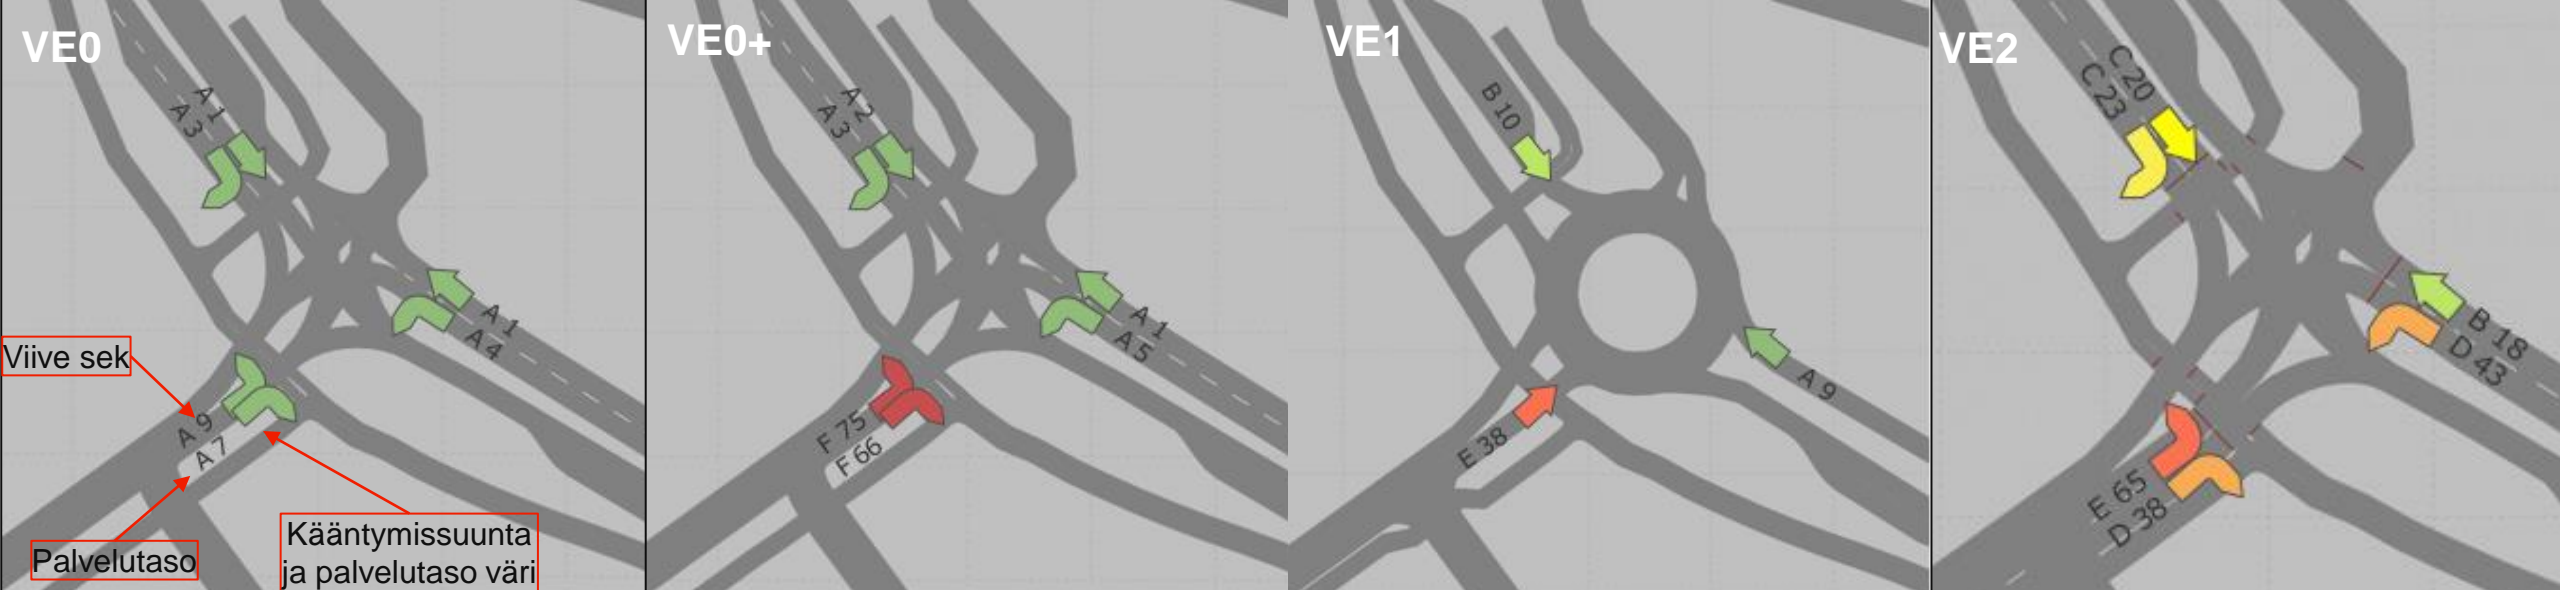 VE0
A 1
A 3
A 1
A 4
Viive sek
A 9
A 7
Palvelutaso
Kääntymissuunta
ja palvelutaso väri
VE0+
A 2
A 3
A 1
A 5
F 75
F 66
VE1
B 10
A 9
E 38
VE2
C 20
C 23
B 18
D 43
E 65
D 38